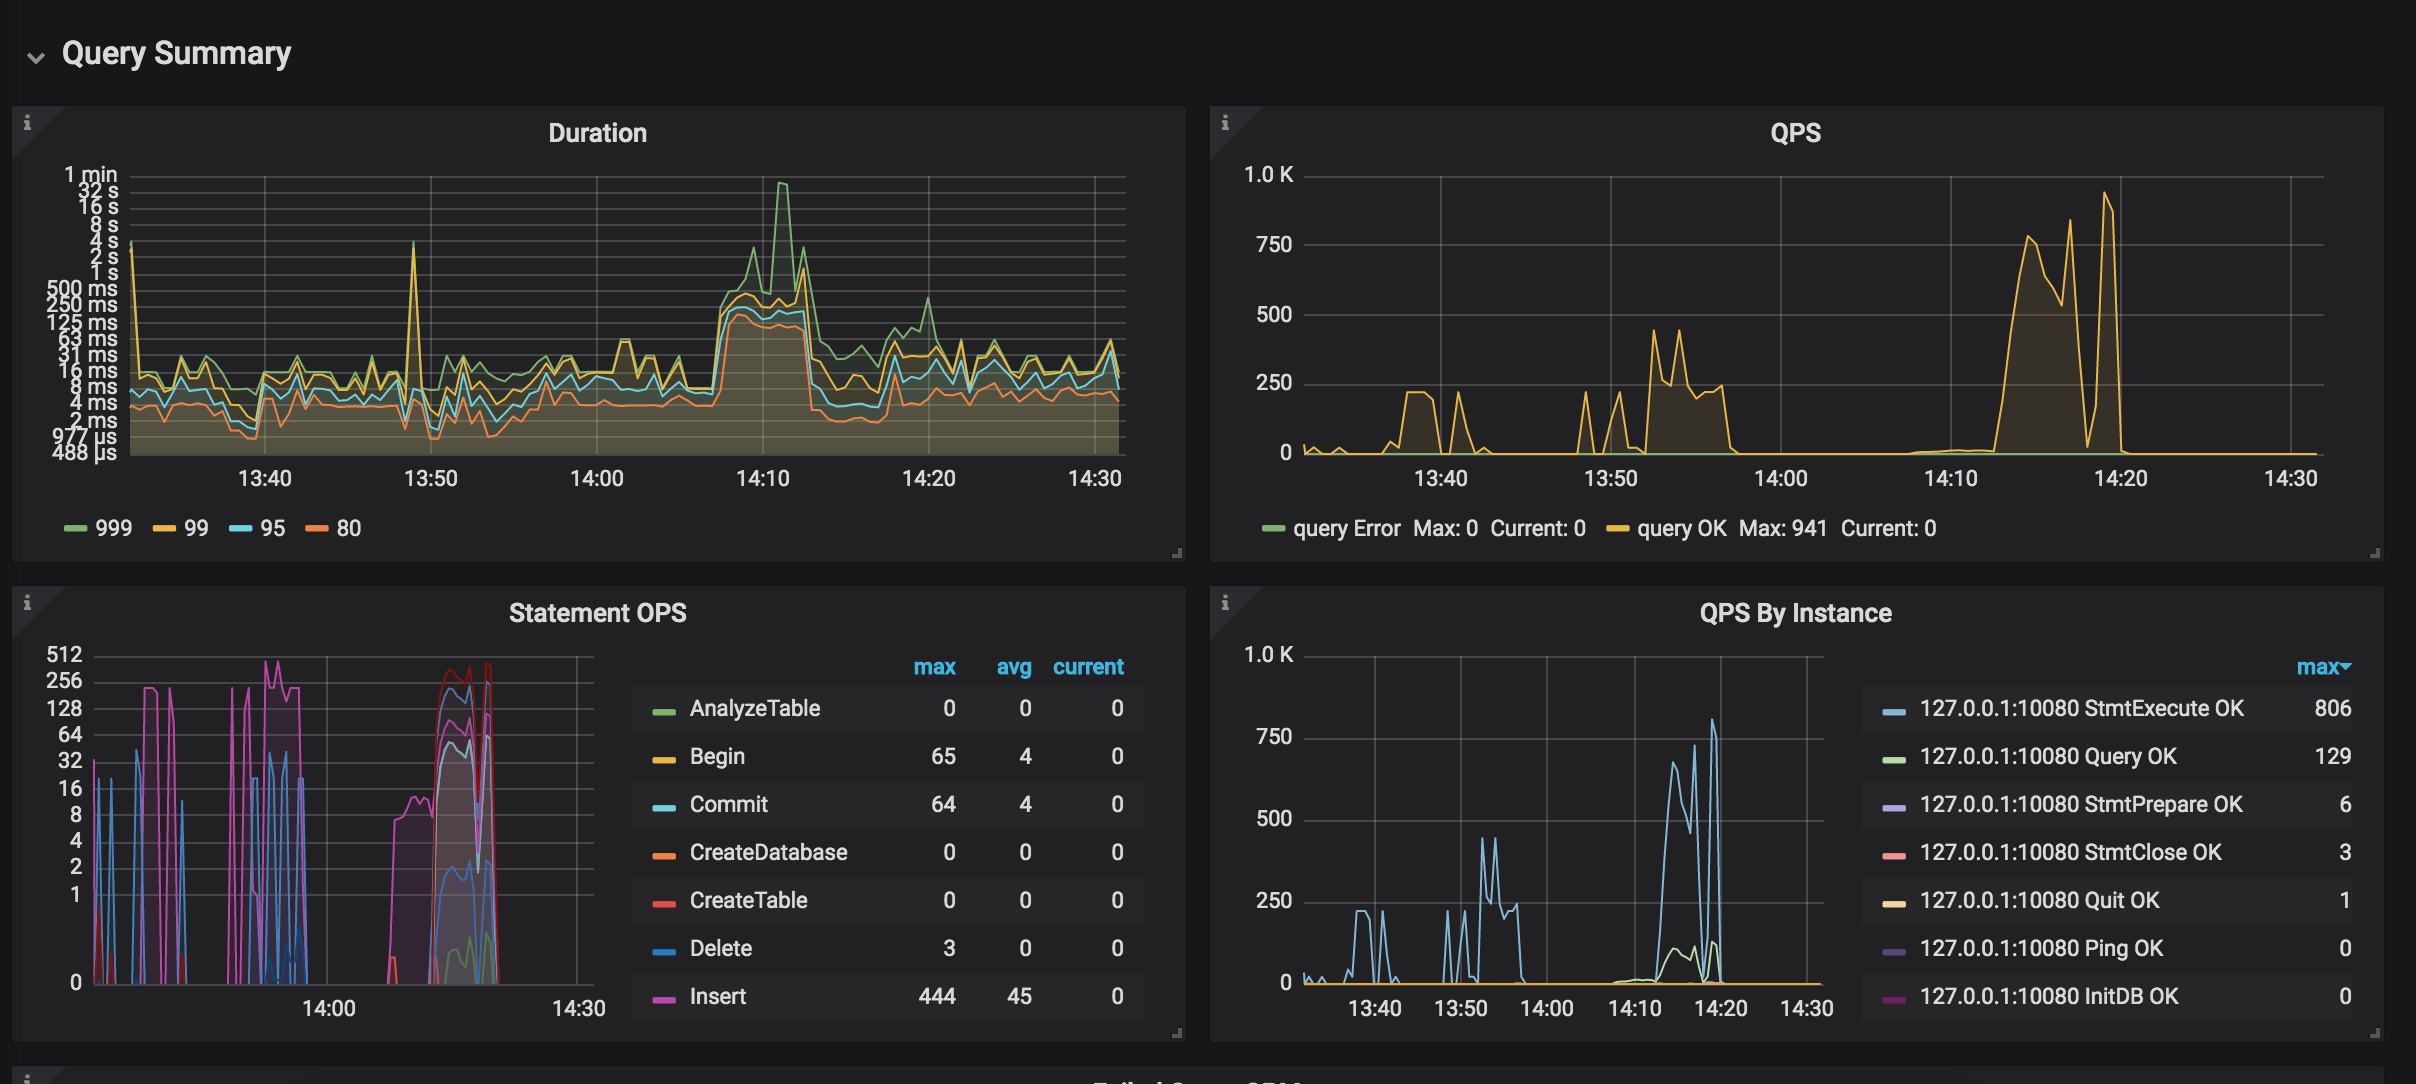 Query Summary
Duration
1 min
32 s
16 s
8 s
4 s
2 s
1 s
500 ms
250 ms
125 ms
63 ms
31 ms
16 ms
8 ms
4 ms
2 ms
977 µs
488 µs
13:40 13:50 14:00 14:10 14:20 14:30
999 99 95 80
QPS
1.0 K
750
500
250
0
13:40 13:50 14:00 14:10 14:20 14:30
query Error Max: 0 Current: 0 query OK Max: 941 Current: 0
Statement OPS
512
256
128
64
32
16
8
4
2
1
0
14:00 14:30
max avg current
AnalyzeTable 0 0 0
Begin 65 4 0
Commit 64 4 0
CreateDatabase 0 0 0
CreateTable 0 0 0
Delete 3 0 0
Insert 444 45 0
QPS By Instance
1.0 K
750
500
250
0
13:40 13:50 14:00 14:10 14:20 14:30
max
127.0.0.1:10080 StmtExecute OK 806
127.0.0.1:10080 Query OK 129
127.0.0.1:10080 StmtPrepare OK 6
127.0.0.1:10080 StmtClose OK 3
127.0.0.1:10080 Quit OK 1
127.0.0.1:10080 Ping OK 0
127.0.0.1:10080 InitDB OK 0